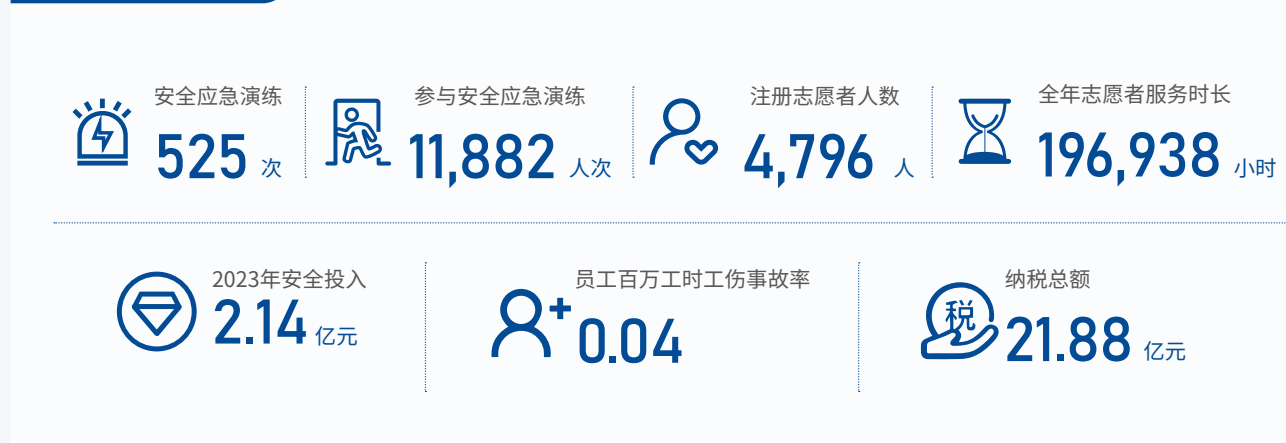 安全应急演练
525 次
参与安全应急演练
11,882 人次
注册志愿者人数
4,796 人
全年志愿者服务时长
196,938 小时
2023年安全投入
2.14 亿元
员工百万工时工伤事故率
0.04
税
纳税总额
21.88 亿元